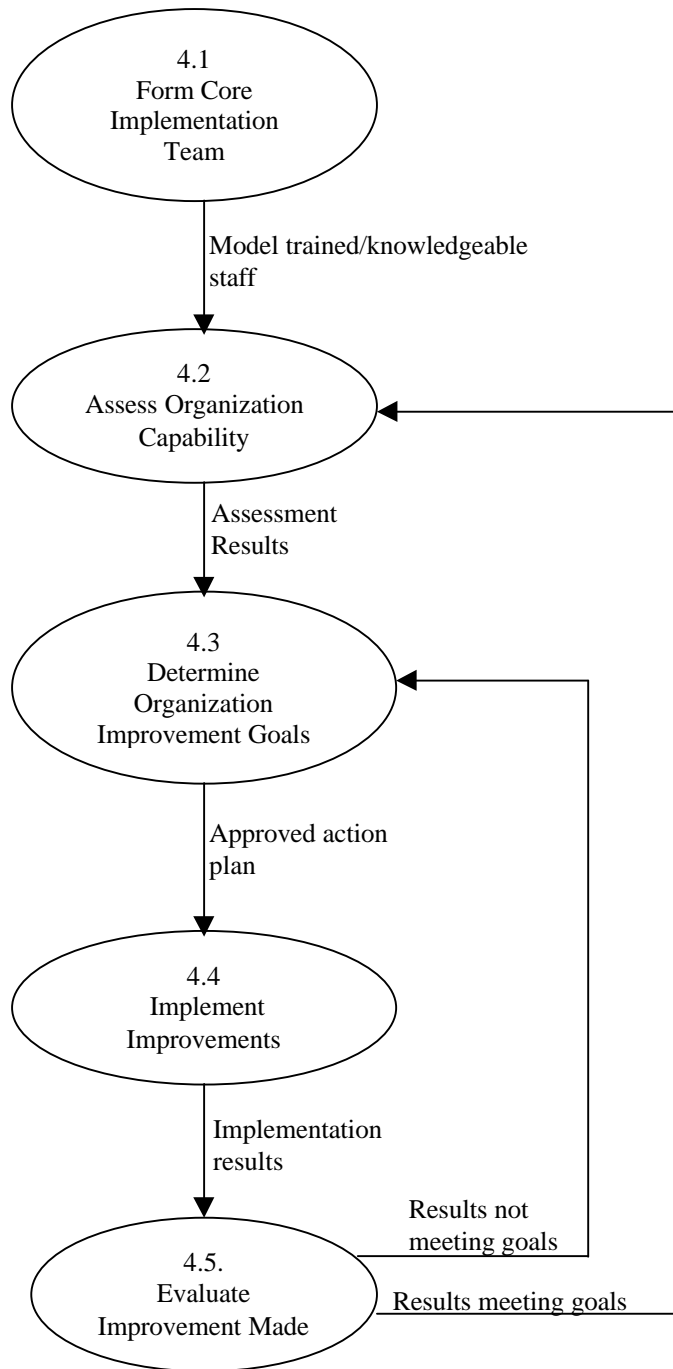 4.1
Form Core
Implementation
Team
Model trained/knowledgeable
staff
4.2
Assess Organization
Capability
Assessment
Results
4.3
Determine
Organization
Improvement Goals
Approved action
plan
4.4
Implement
Improvements
Implementation
results
Results not
meeting goals
4.5.
Evaluate
Improvement Made
Results meeting goals